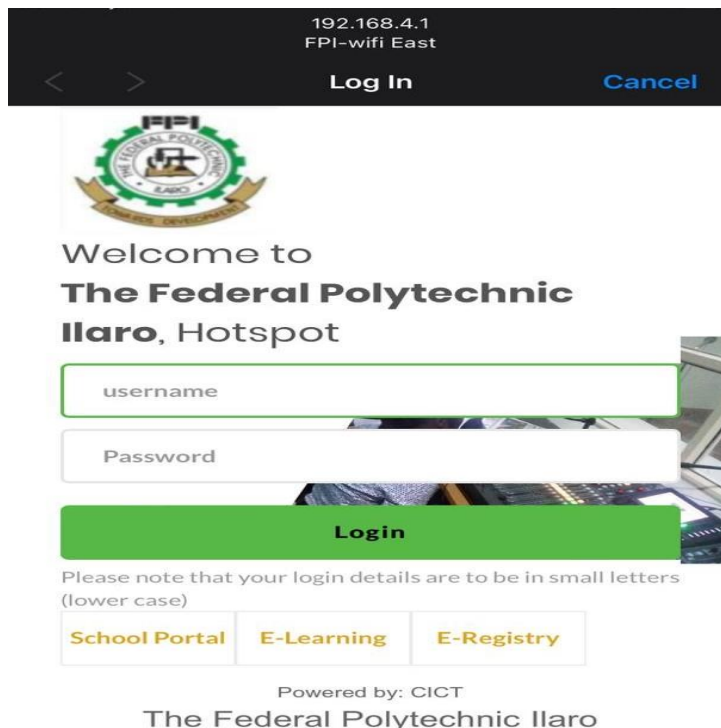 192.168.4.1
FPI-wifi East
< >
Log In
Cancel
FPI
THE FEDERAL POLYTECHNIC
ILARO
TOWARDS DEVELOPMENT
Welcome to
The Federal Polytechnic
Ilaro, Hotspot
username
Password
Login
Please note that your login details are to be in small letters
(lower case)
School Portal
E-Learning
E-Registry
Powered by: CICT
The Federal Polytechnic Ilaro